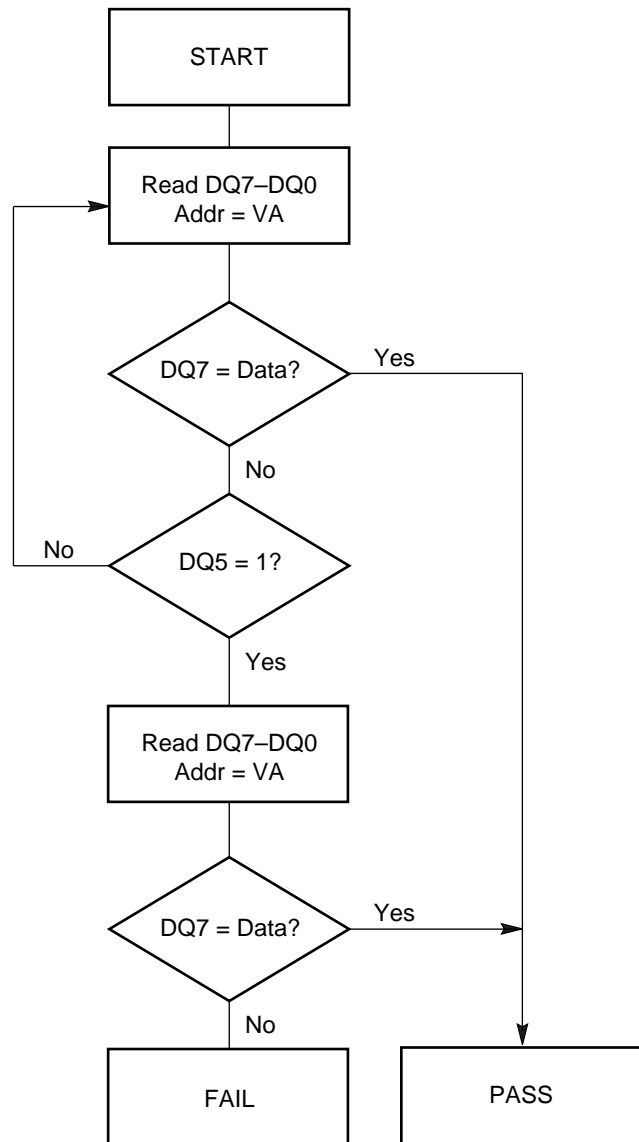 START
Read DQ7–DQ0
Addr = VA
DQ7 = Data?
Yes
No
No
DQ5 = 1?
Yes
Read DQ7–DQ0
Addr = VA
DQ7 = Data?
Yes
No
FAIL
PASS